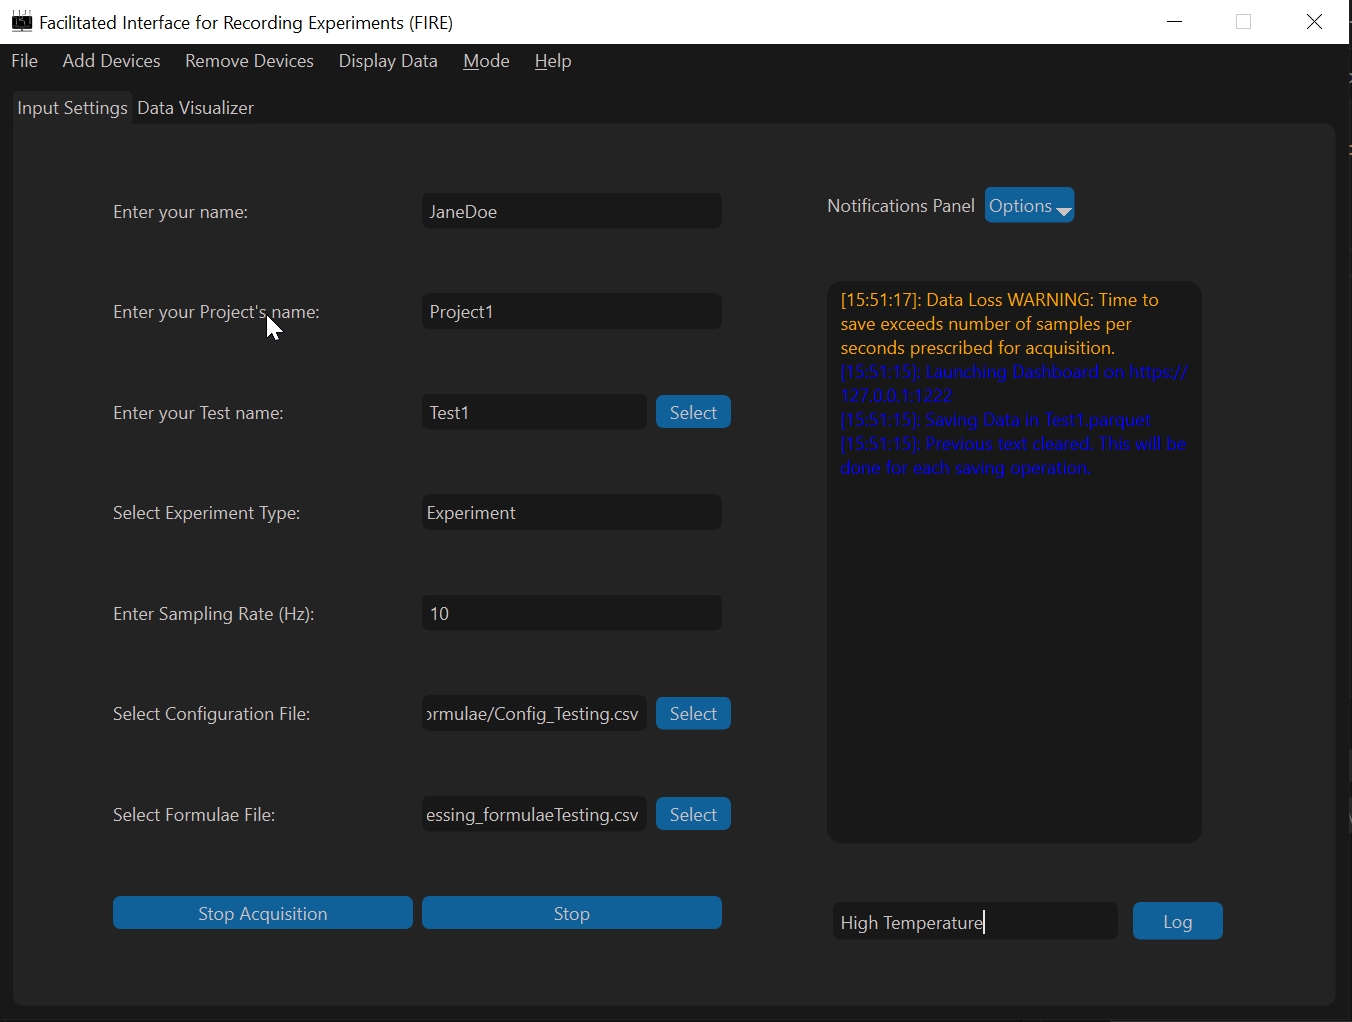 Facilitated Interface for Recording Experiments (FIRE)
File Add Devices Remove Devices Display Data Mode Help
Input Settings Data Visualizer
Enter your name: JaneDoe
Enter your Project's name: Project1
Enter your Test name: Test1 Select
Select Experiment Type: Experiment
Enter Sampling Rate (Hz): 10
Select Configuration File: ormulae/Config_Testing.csv Select
Select Formulae File: essing_formulaeTesting.csv Select
Stop Acquisition Stop
Notifications Panel Options
[15:51:17]: Data Loss WARNING: Time to
save exceeds number of samples per
seconds prescribed for acquisition.
[15:51:15]: Launching Dashboard on https://
127.0.0.1:1222
[15:51:15]: Saving Data in Test1.parquet
[15:51:15]: Previous text cleared. This will be
done for each saving operation.
High Temperature Log